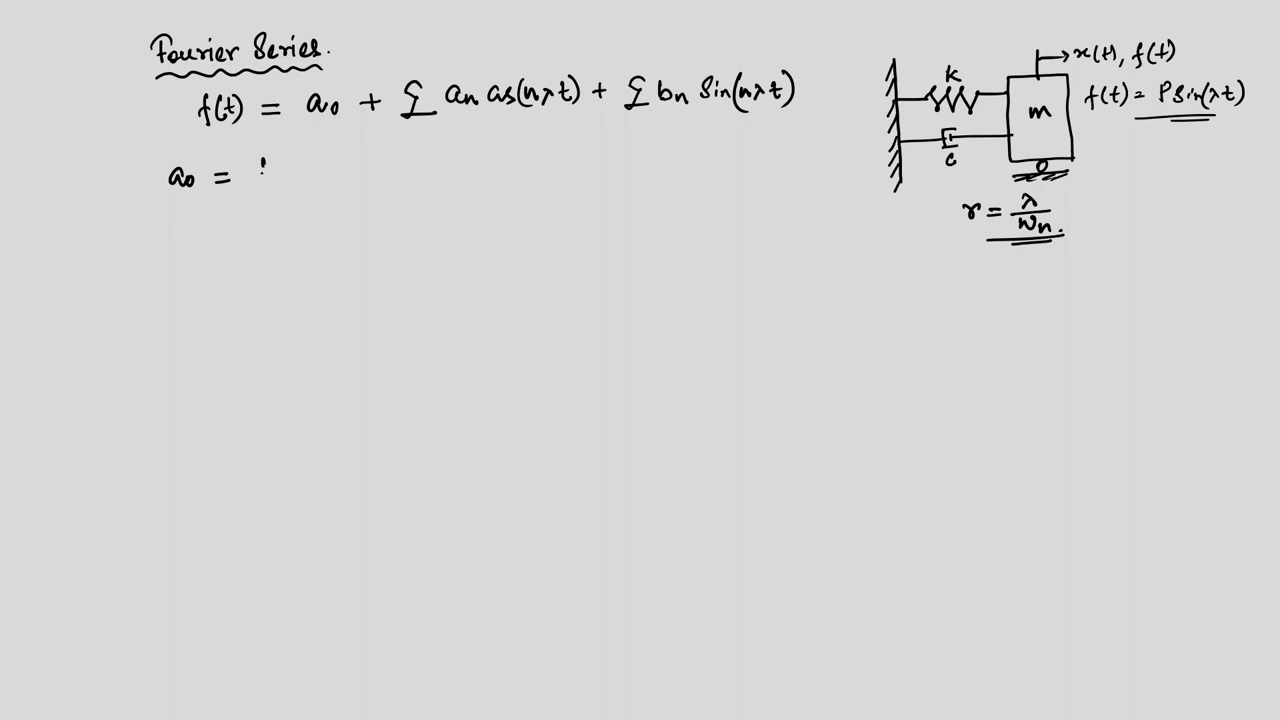 Fourier Series.
f(t) = a₀ + Σ aₙ cos(nλt) + Σ bₙ Sin(nλt)
a₀ =
x(t), f(t)
k
f(t) = P Sin(λt)
m
c
r = λ/ωₙ.